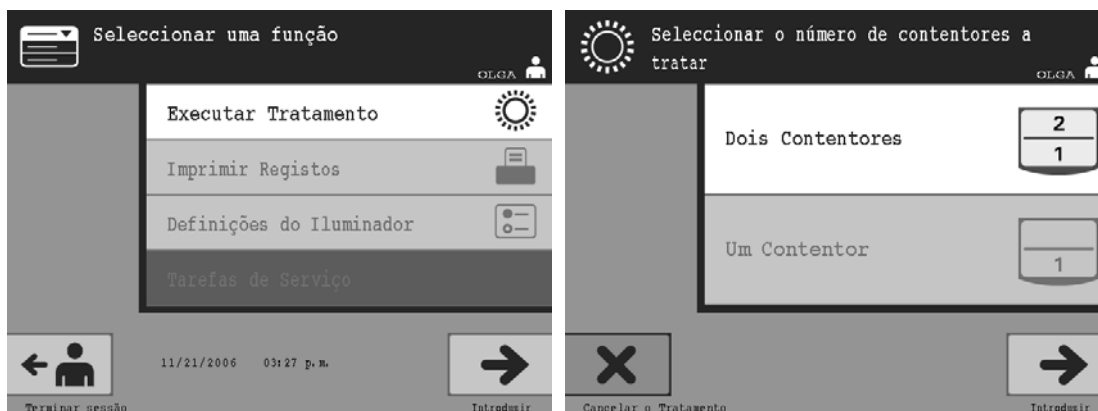 Seleccionar uma função
OLGA
Executar Tratamento
Imprimir Registos
Definições do Iluminador
Tarefas de Serviço
11/21/2006 03:27 p.m.
Terminar sessão
Introduzir
Seleccionar o número de contentores a
tratar
OLGA
Dois Contentores
2
1
Um Contentor
1
Cancelar o Tratamento
Introduzir